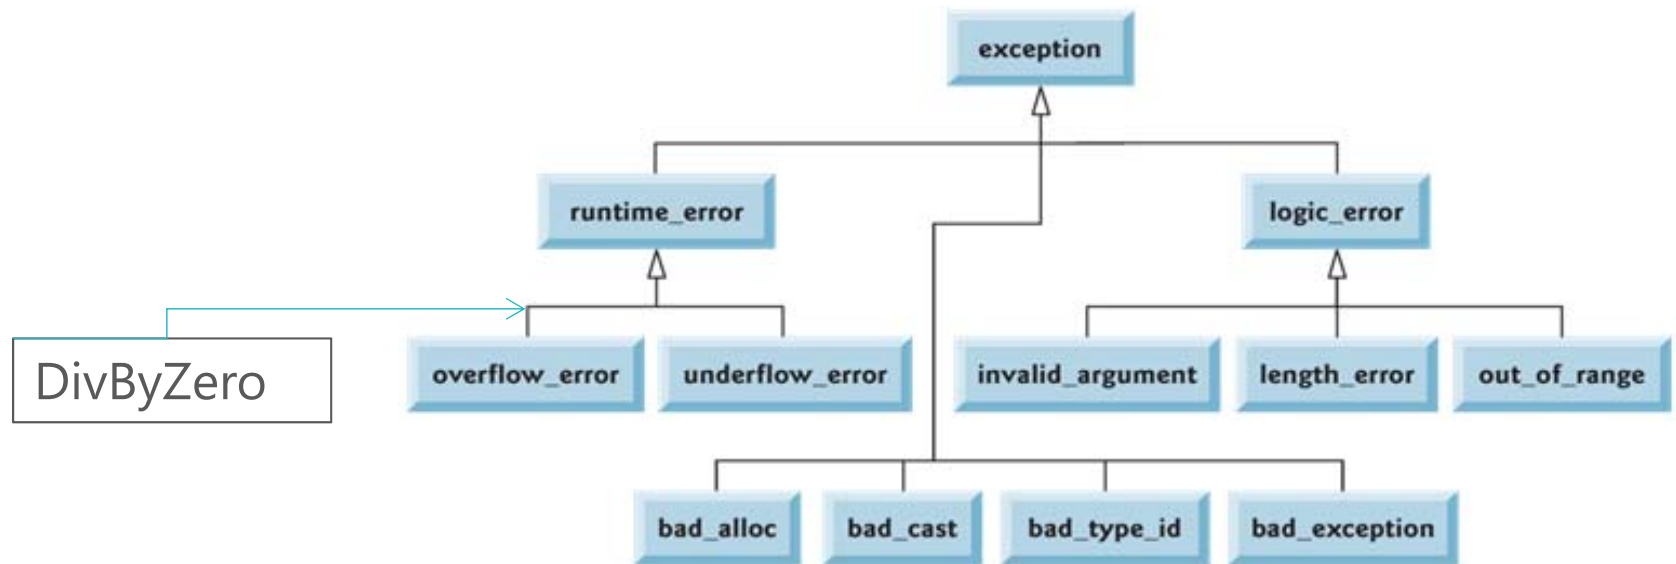 exception
runtime_error
logic_error
DivByZero
overflow_error
underflow_error
invalid_argument
length_error
out_of_range
bad_alloc
bad_cast
bad_type_id
bad_exception